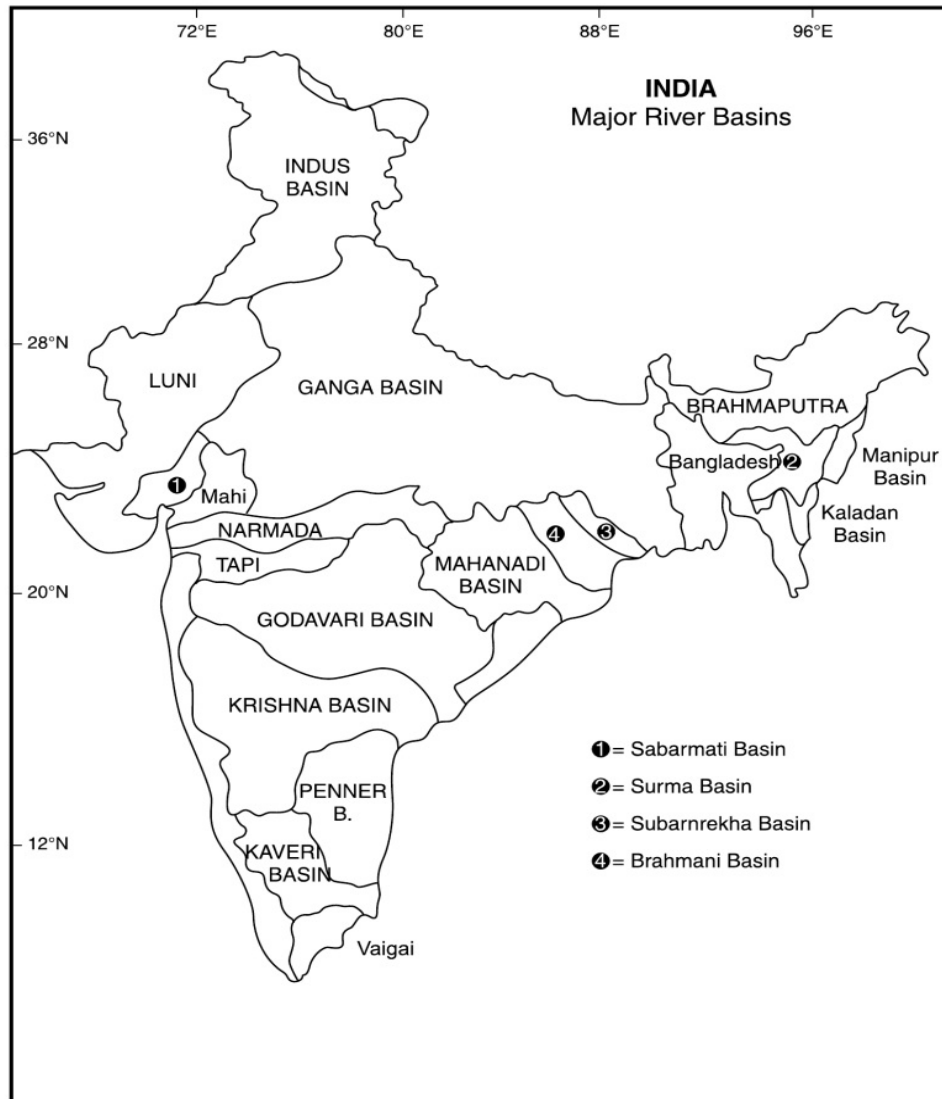 72°E
80°E
88°E
96°E
INDIA
Major River Basins
36°N
INDUS
BASIN
28°N
LUNI
GANGA BASIN
BRAHMAPUTRA
Bangladesh
2
Manipur
Basin
1
Mahi
Kaladan
Basin
NARMADA
4
3
TAPI
MAHANADI
BASIN
20°N
GODAVARI BASIN
KRISHNA BASIN
1= Sabarmati Basin
2= Surma Basin
3= Subarnrekha Basin
4= Brahmani Basin
PENNER
B.
12°N
KAVERI
BASIN
Vaigai